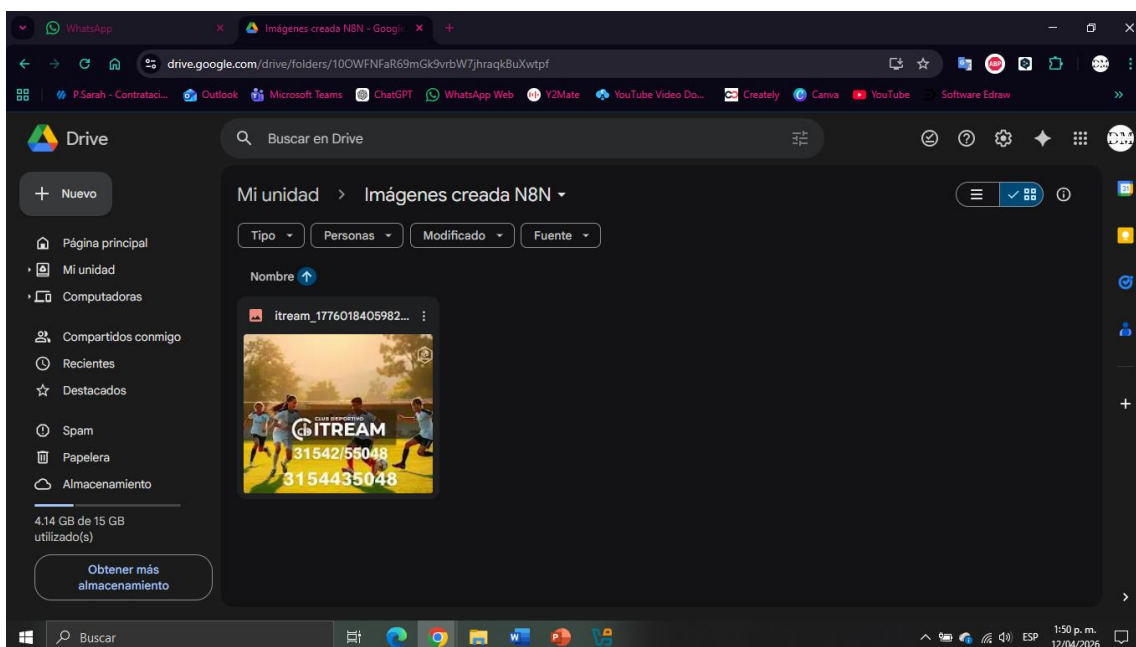 WhatsApp
Imágenes creada N8N - Google
drive.google.com/drive/folders/10OWFNFaR69mGk9vrbW7jhraqkBuXwtpf
P.Sarah - Contrataci...
Outlook
Microsoft Teams
ChatGPT
WhatsApp Web
Y2Mate
YouTube Video Do...
Creately
Canva
YouTube
Software Edraw
Drive
Buscar en Drive
DM
Nuevo
Mi unidad > Imágenes creada N8N
Tipo
Personas
Modificado
Fuente
Nombre
Página principal
Mi unidad
Computadoras
Compartidos conmigo
Recientes
Destacados
Spam
Papelera
Almacenamiento
4.14 GB de 15 GB
utilizado(s)
Obtener más
almacenamiento
itream_1776018405982...
CLUB DEPORTIVO
ITREAM
31542/55048
3154435048
31
Buscar
ESP
1:50 p. m.
12/04/2026